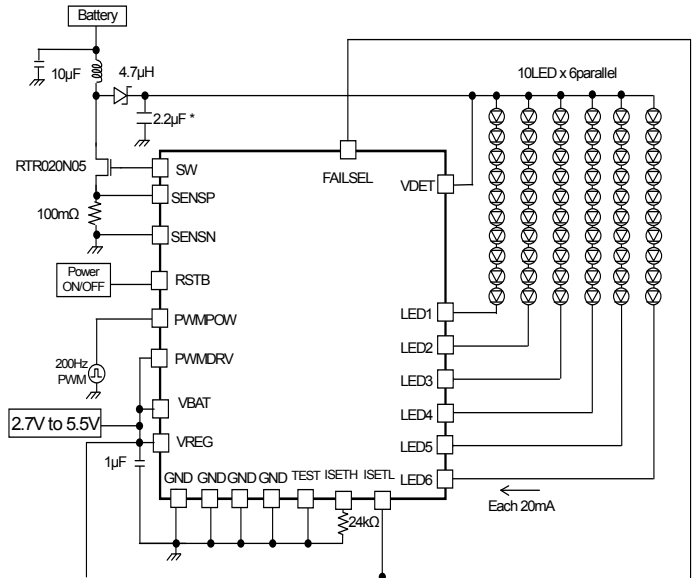 Battery
10µF
4.7µH
2.2µF *
10LED x 6parallel
RTR020N05
SW
FAILSEL
VDET
SENSP
100mΩ
SENSN
Power
ON/OFF
RSTB
PWMPOW
LED1
200Hz
PWM
PWMDRV
LED2
LED3
VBAT
LED4
2.7V to 5.5V
VREG
LED5
1µF
GND GND GND GND TEST ISETH ISETL
LED6
24kΩ
Each 20mA